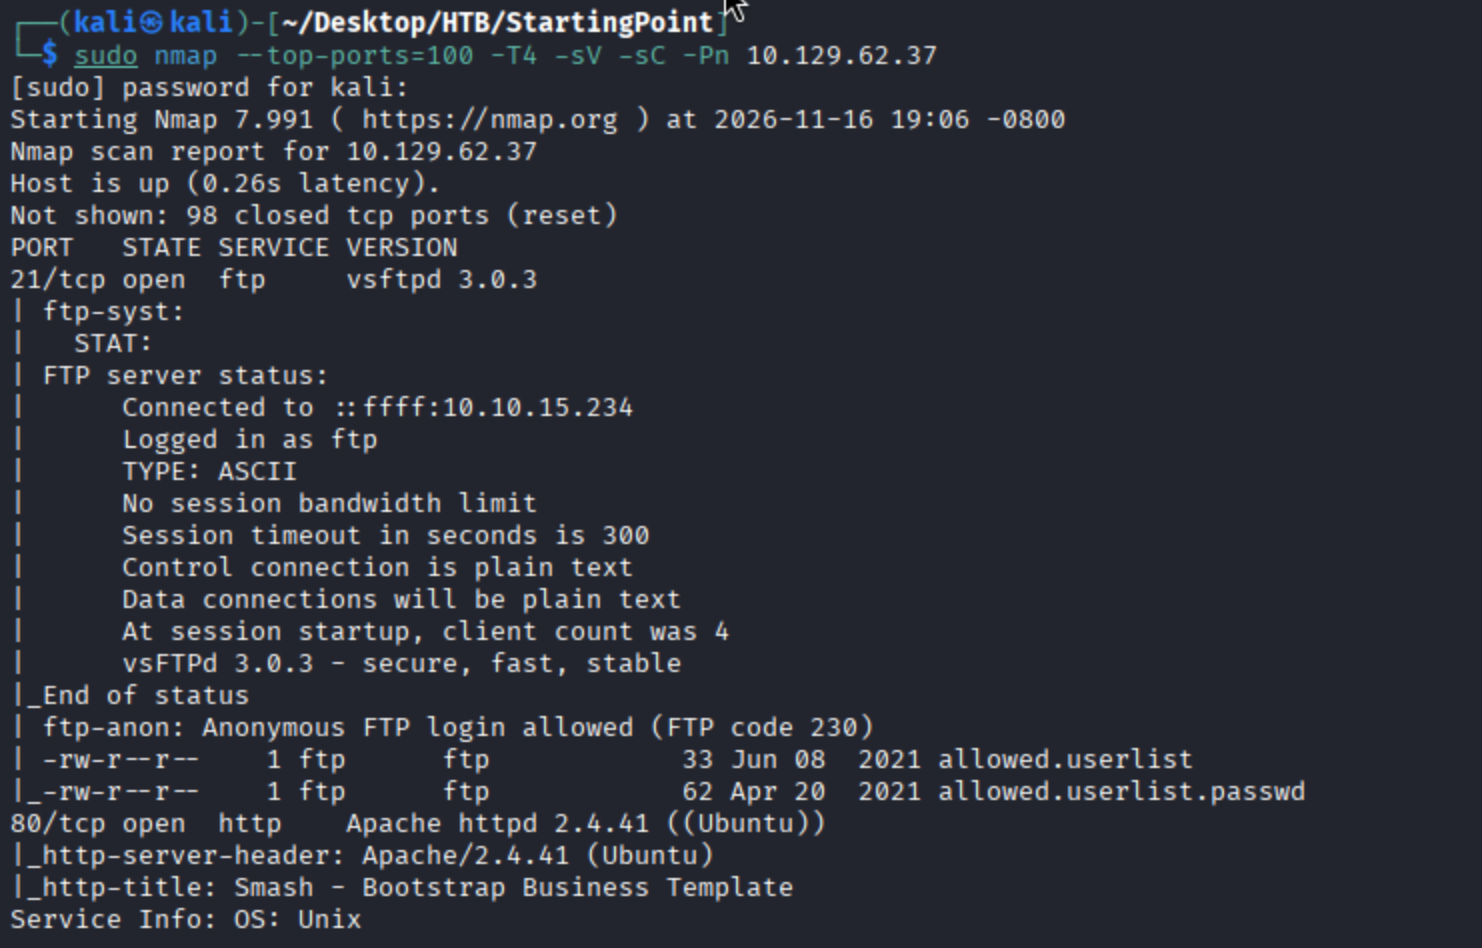 ┌──(kali㉿kali)-[~/Desktop/HTB/StartingPoint]
└─$ sudo nmap --top-ports=100 -T4 -sV -sC -Pn 10.129.62.37
[sudo] password for kali:
Starting Nmap 7.991 ( https://nmap.org ) at 2026-11-16 19:06 -0800
Nmap scan report for 10.129.62.37
Host is up (0.26s latency).
Not shown: 98 closed tcp ports (reset)
PORT   STATE SERVICE VERSION
21/tcp open  ftp     vsftpd 3.0.3
| ftp-syst:
|   STAT:
| FTP server status:
|      Connected to ::ffff:10.10.15.234
|      Logged in as ftp
|      TYPE: ASCII
|      No session bandwidth limit
|      Session timeout in seconds is 300
|      Control connection is plain text
|      Data connections will be plain text
|      At session startup, client count was 4
|      vsFTPd 3.0.3 - secure, fast, stable
|_End of status
| ftp-anon: Anonymous FTP login allowed (FTP code 230)
| -rw-r--r--    1 ftp      ftp            33 Jun 08  2021 allowed.userlist
|_-rw-r--r--    1 ftp      ftp            62 Apr 20  2021 allowed.userlist.passwd
80/tcp open  http    Apache httpd 2.4.41 ((Ubuntu))
|_http-server-header: Apache/2.4.41 (Ubuntu)
|_http-title: Smash - Bootstrap Business Template
Service Info: OS: Unix